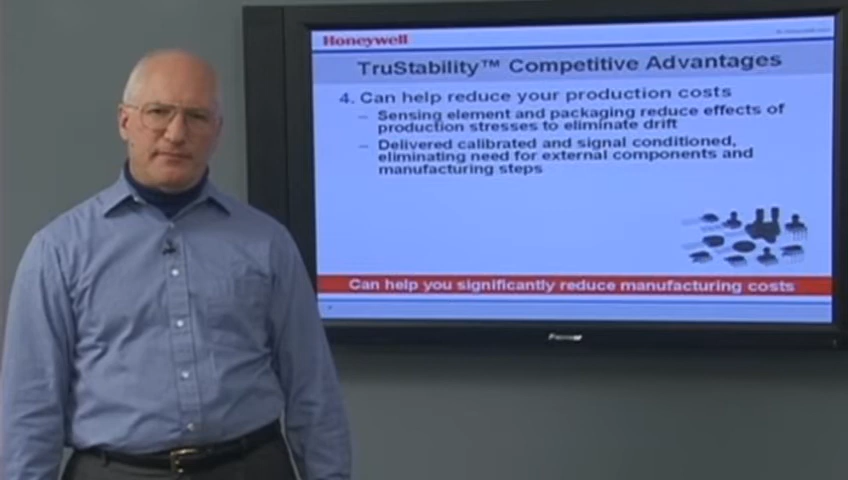 Honeywell
TruStability™ Competitive Advantages
4. Can help reduce your production costs
– Sensing element and packaging reduce effects of
production stresses to eliminate drift
– Delivered calibrated and signal conditioned,
eliminating need for external components and
manufacturing steps
Can help you significantly reduce manufacturing costs